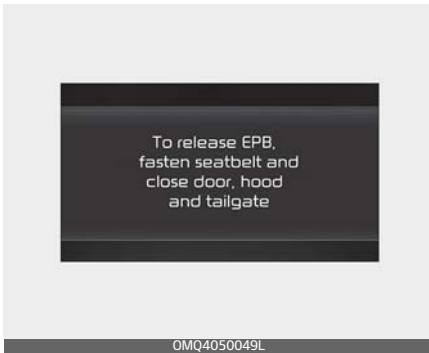 To release EPB,
fasten seatbelt and
close door, hood
and tailgate
OMQ4050049L